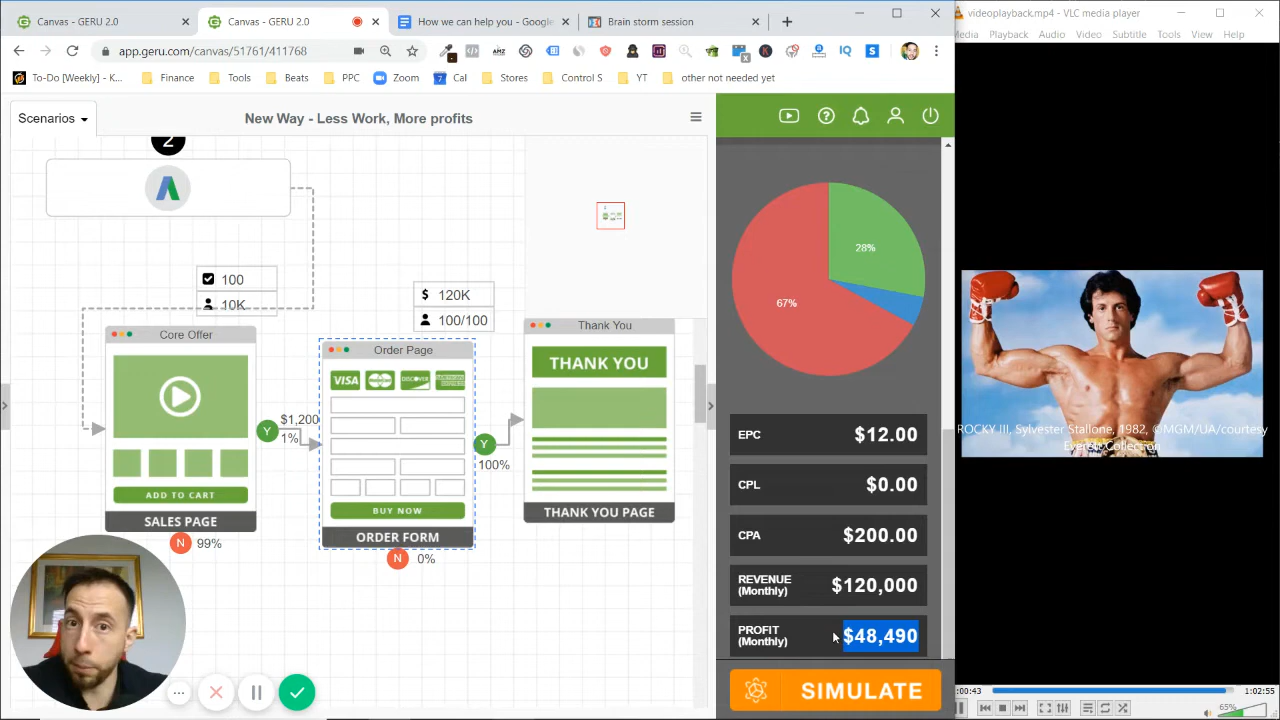 Canvas - GERU 2.0
Canvas - GERU 2.0
How we can help you - Google
Brain storm session
videoplayback.mp4 - VLC media player
app.geru.com/canvas/51761/411768
Media Playback Audio Video Subtitle Tools View Help
To-Do [Weekly] - K...
Finance
Tools
Beats
PPC
Zoom
Cal
Stores
Control S
YT
other not needed yet
Scenarios
New Way - Less Work, More profits
2
100
10K
$ 120K
100/100
Core Offer
Order Page
Thank You
VISA
DISCOVER
THANK YOU
ADD TO CART
SALES PAGE
Y
$1,200
1%
N
99%
BUY NOW
ORDER FORM
Y
100%
N
0%
THANK YOU PAGE
28%
67%
EPC
$12.00
CPL
$0.00
CPA
$200.00
REVENUE
(Monthly)
$120,000
PROFIT
(Monthly)
$48,490
SIMULATE
ROCKY III, Sylvester Stallone, 1982, ©MGM/UA/courtesy
Everett Collection
:00:43
1:02:55
65%